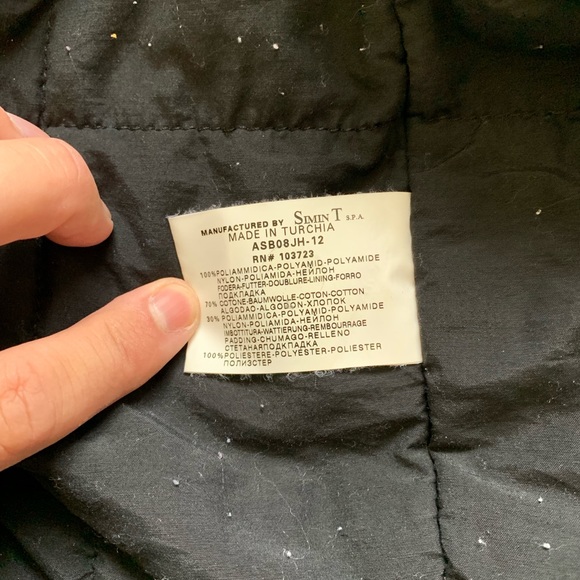 MANUFACTURED BY SIMIN T S.P.A.
MADE IN TURCHIA
ASB08JH-12
RN# 103723
100% POLIAMMIDICA-POLYAMID-POLYAMIDE
NYLON-POLIAMIDA-НЕЙЛОН
FODERA-FUTTER-DOUBLURE-LINING-FORRO
ПОДКЛАДКА
70% COTONE-BAUMWOLLE-COTON-COTTON
ALGODAO-ALGODON-ХЛОПОК
30% POLIAMMIDICA-POLYAMID-POLYAMIDE
NYLON-POLIAMIDA-НЕЙЛОН
IMBOTTITURA-WATTIERUNG-REMBOURRAGE
PADDING-CHUMAGO-RELLENO
СТЕГАНАЯПОДКЛАДКА
100% POLIESTERE-POLYESTER-POLIESTER
ПОЛИЭСТЕР